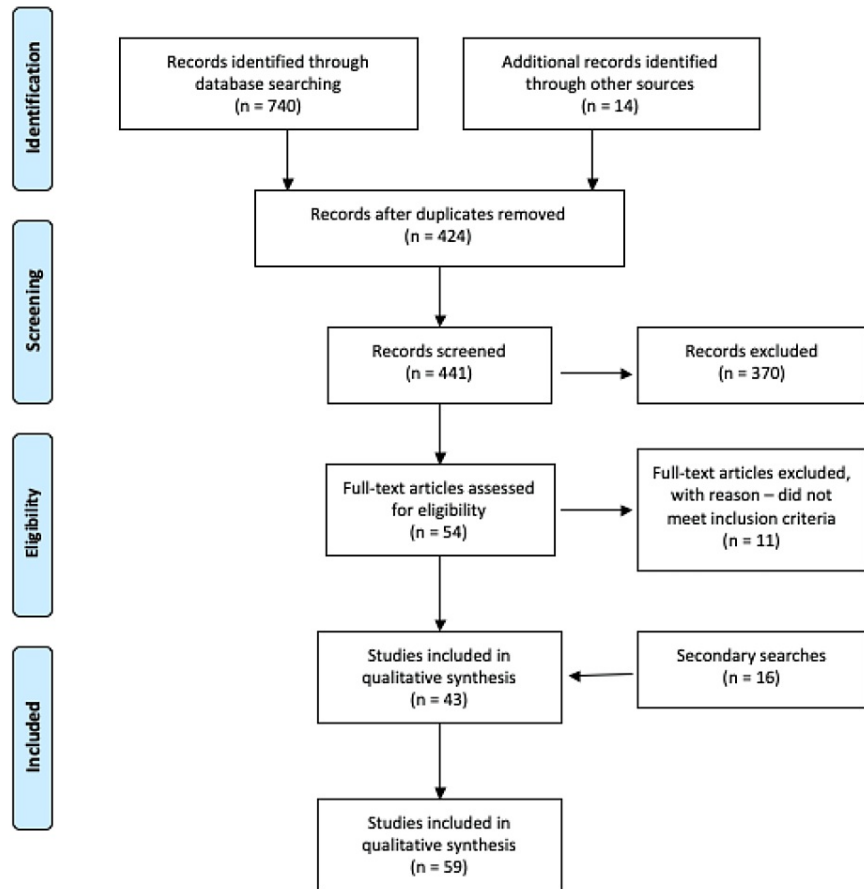 Identification
Records identified through
database searching
(n = 740)
Additional records identified
through other sources
(n = 14)
Records after duplicates removed
(n = 424)
Screening
Records screened
(n = 441)
Records excluded
(n = 370)
Eligibility
Full-text articles assessed
for eligibility
(n = 54)
Full-text articles excluded,
with reason – did not
meet inclusion criteria
(n = 11)
Included
Studies included in
qualitative synthesis
(n = 43)
Secondary searches
(n = 16)
Studies included in
qualitative synthesis
(n = 59)